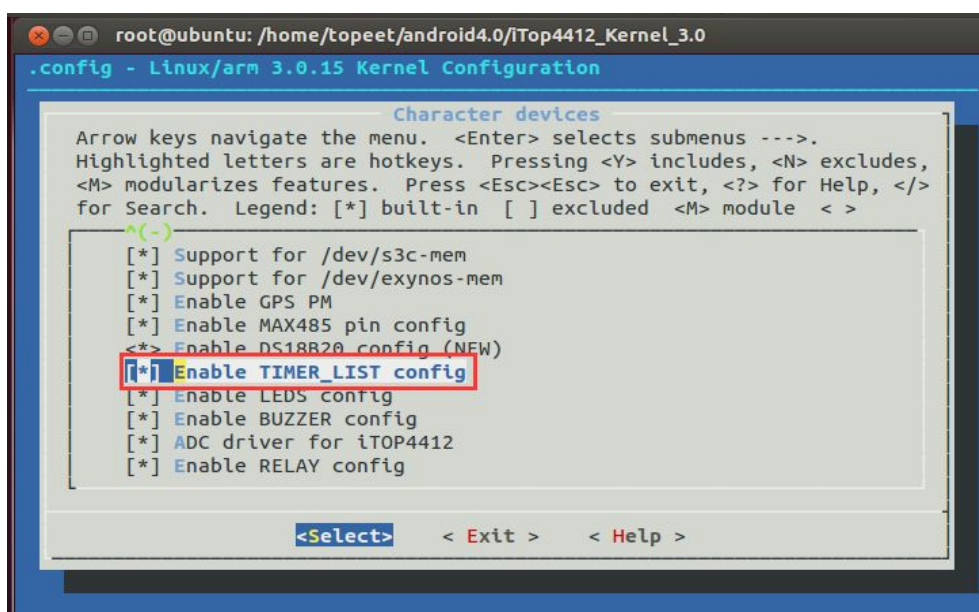 root@ubuntu: /home/topeet/android4.0/iTop4412_Kernel_3.0
.config - Linux/arm 3.0.15 Kernel Configuration
Character devices
Arrow keys navigate the menu.  <Enter> selects submenus --->.
Highlighted letters are hotkeys.  Pressing <Y> includes, <N> excludes,
<M> modularizes features.  Press <Esc><Esc> to exit, <?> for Help, </>
for Search.  Legend: [*] built-in  [ ] excluded  <M> module  < >
^(-)
[*] Support for /dev/s3c-mem
[*] Support for /dev/exynos-mem
[*] Enable GPS PM
[*] Enable MAX485 pin config
<*> Enable DS18B20 config (NEW)
[*] Enable TIMER_LIST config
[*] Enable LEDS config
[*] Enable BUZZER config
[*] ADC driver for iTOP4412
[*] Enable RELAY config
<Select>    < Exit >    < Help >